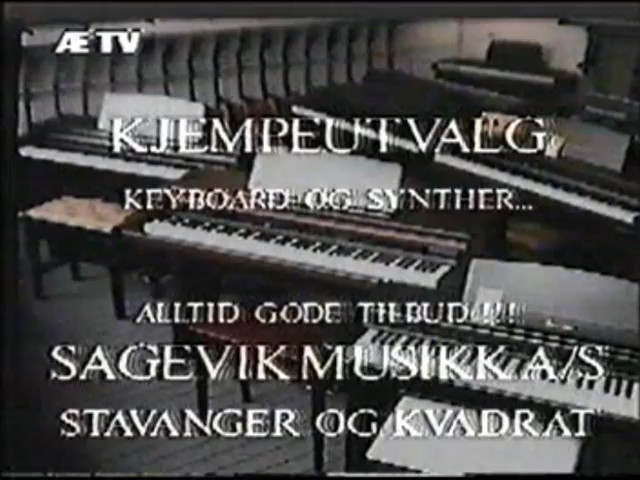 ÆTV
KJEMPEUTVALG
KEYBOARD OG SYNTHER...
ALLTID GODE TILBUD !!!
SAGEVIK MUSIKK A/S
STAVANGER OG KVADRAT